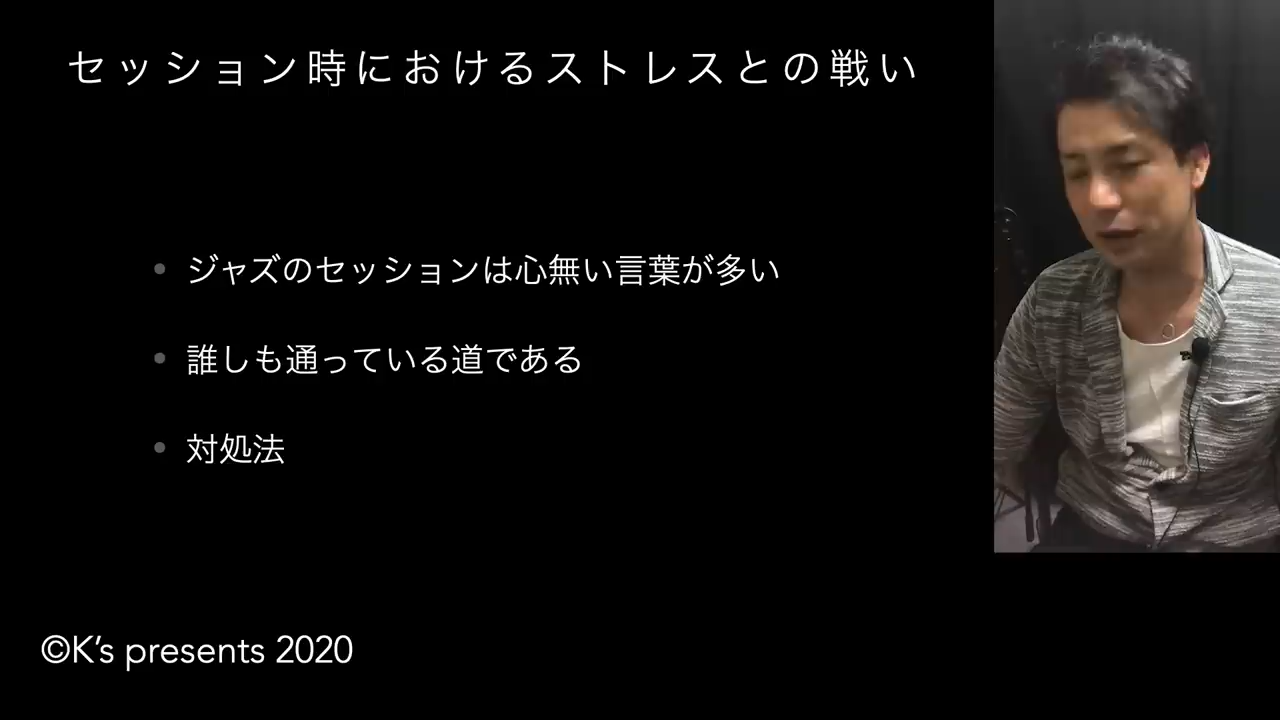 セッション時におけるストレスとの戦い
• ジャズのセッションは心無い言葉が多い
• 誰しも通っている道である
• 対処法
©K’s presents 2020